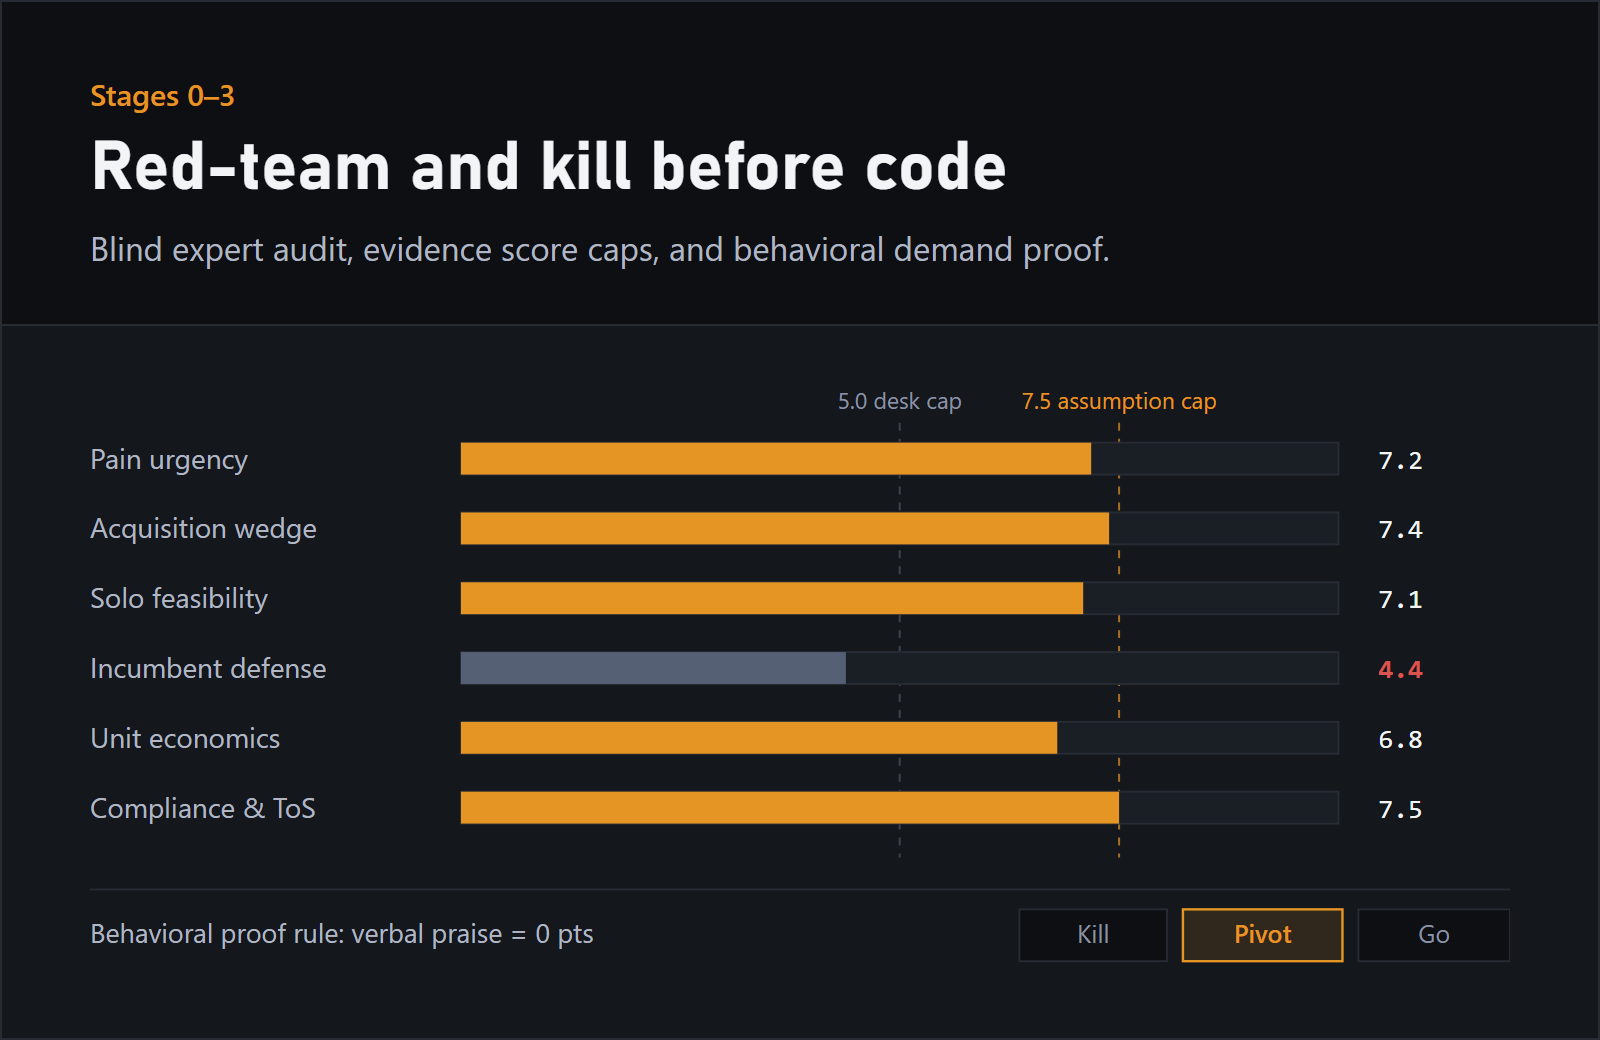 Stages 0–3
Red-team and kill before code
Blind expert audit, evidence score caps, and behavioral demand proof.
5.0 desk cap 7.5 assumption cap
Pain urgency 7.2
Acquisition wedge 7.4
Solo feasibility 7.1
Incumbent defense 4.4
Unit economics 6.8
Compliance & ToS 7.5
Behavioral proof rule: verbal praise = 0 pts Kill Pivot Go